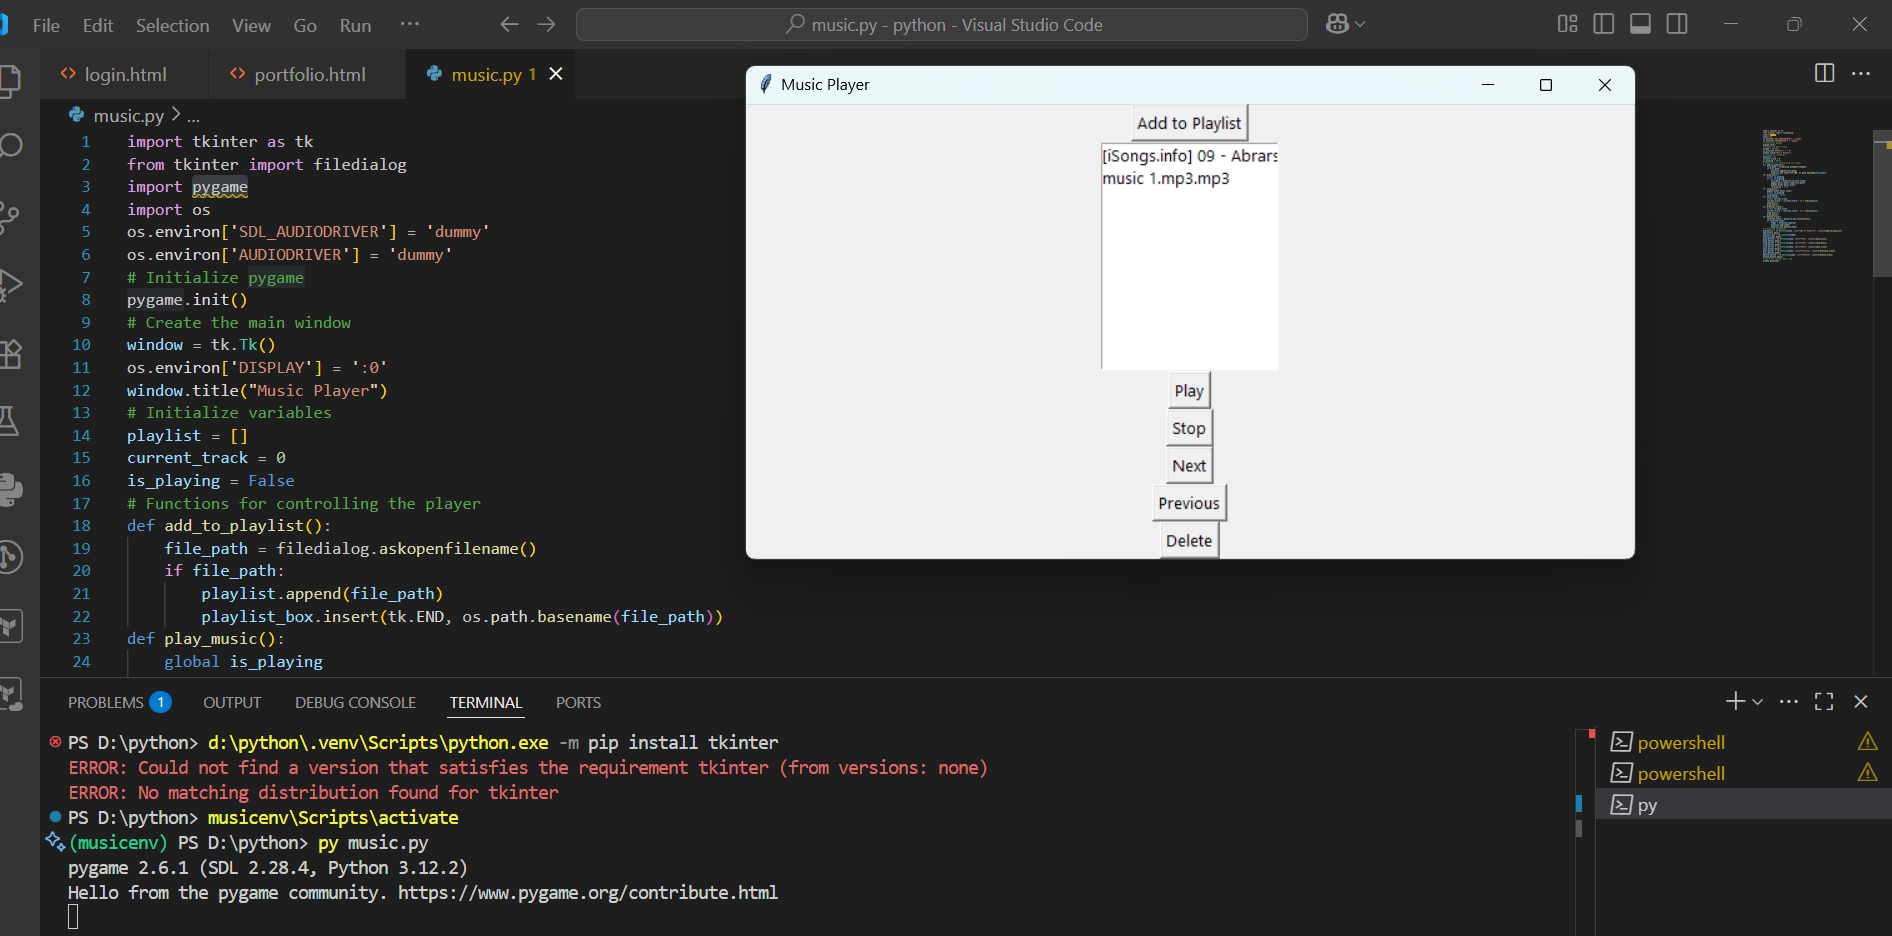 File Edit Selection View Go Run ...
music.py - python - Visual Studio Code
login.html portfolio.html music.py 1
music.py > ...
1 import tkinter as tk
2 from tkinter import filedialog
3 import pygame
4 import os
5 os.environ['SDL_AUDIODRIVER'] = 'dummy'
6 os.environ['AUDIODRIVER'] = 'dummy'
7 # Initialize pygame
8 pygame.init()
9 # Create the main window
10 window = tk.Tk()
11 os.environ['DISPLAY'] = ':0'
12 window.title("Music Player")
13 # Initialize variables
14 playlist = []
15 current_track = 0
16 is_playing = False
17 # Functions for controlling the player
18 def add_to_playlist():
19 file_path = filedialog.askopenfilename()
20 if file_path:
21 playlist.append(file_path)
22 playlist_box.insert(tk.END, os.path.basename(file_path))
23 def play_music():
24 global is_playing
Music Player
Add to Playlist
[iSongs.info] 09 - Abrars
music 1.mp3.mp3
Play
Stop
Next
Previous
Delete
PROBLEMS 1 OUTPUT DEBUG CONSOLE TERMINAL PORTS
PS D:\python> d:\python\.venv\Scripts\python.exe -m pip install tkinter
ERROR: Could not find a version that satisfies the requirement tkinter (from versions: none)
ERROR: No matching distribution found for tkinter
PS D:\python> musicenv\Scripts\activate
(musicenv) PS D:\python> py music.py
pygame 2.6.1 (SDL 2.28.4, Python 3.12.2)
Hello from the pygame community. https://www.pygame.org/contribute.html
powershell
powershell
py